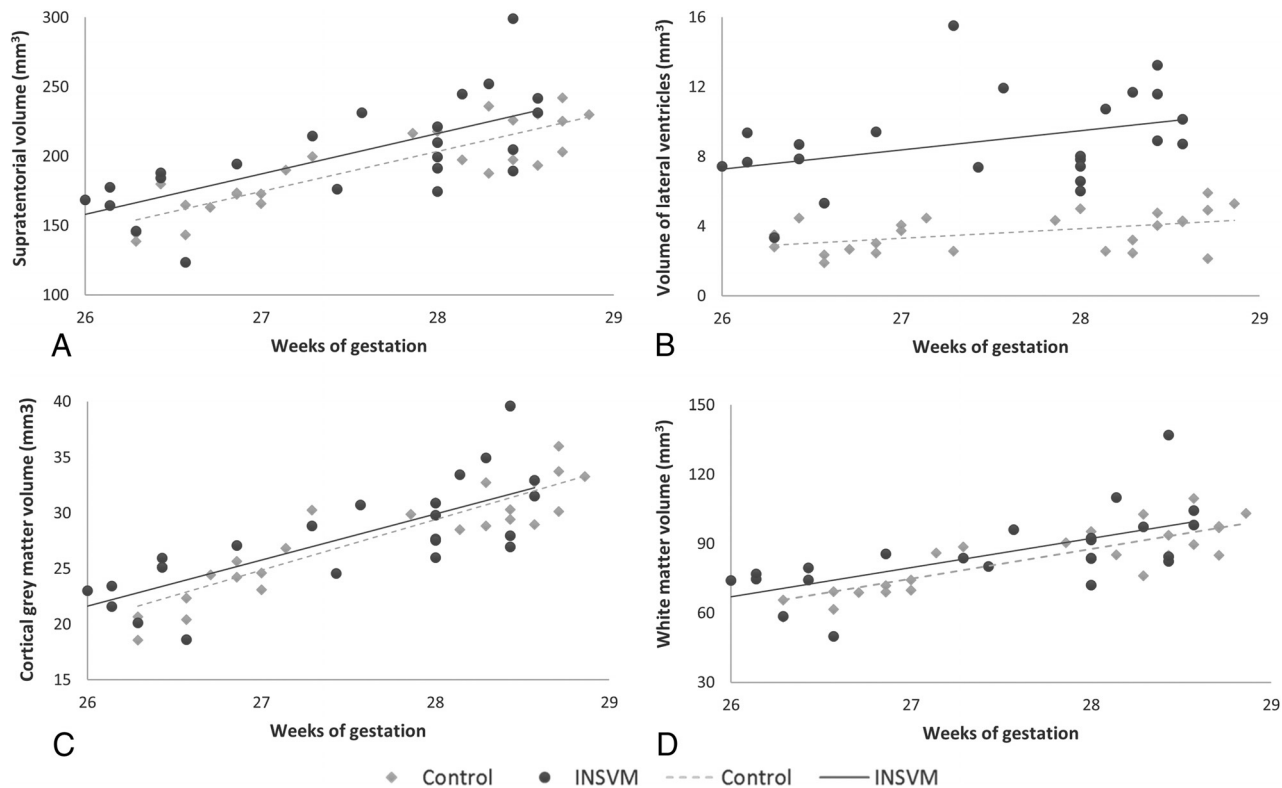 Supratentorial volume (mm³)
300
250
200
150
100
26 27 28 29
Weeks of gestation
A
Volume of lateral ventricles (mm³)
16
12
8
4
0
26 27 28 29
Weeks of gestation
B
Cortical grey matter volume (mm3)
40
35
30
25
20
15
26 27 28 29
Weeks of gestation
C
White matter volume (mm³)
150
120
90
60
30
26 27 28 29
Weeks of gestation
D
Control INSVM Control INSVM